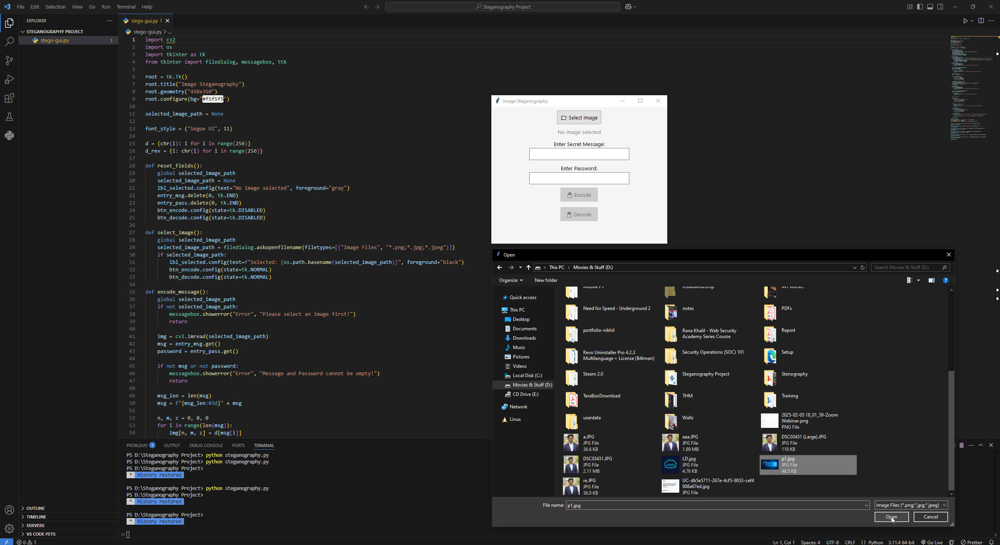 File Edit Selection View Go Run Terminal Help
Steganography Project
EXPLORER
STEGANOGRAPHY PROJECT
stego-gui.py 1
stego-gui.py 1
stego-gui.py > ...
1 import cv2
2 import os
3 import tkinter as tk
4 from tkinter import filedialog, messagebox, ttk
5
6 root = tk.Tk()
7 root.title("Image Steganography")
8 root.geometry("450x350")
9 root.configure(bg="#f5f5f5")
10
11 selected_image_path = None
12
13 font_style = ("Segoe UI", 11)
14
15 d = {chr(i): i for i in range(256)}
16 d_rev = {i: chr(i) for i in range(256)}
17
18 def reset_fields():
19 global selected_image_path
20 selected_image_path = None
21 lbl_selected.config(text="No image selected", foreground="gray")
22 entry_msg.delete(0, tk.END)
23 entry_pass.delete(0, tk.END)
24 btn_encode.config(state=tk.DISABLED)
25 btn_decode.config(state=tk.DISABLED)
26
27 def select_image():
28 global selected_image_path
29 selected_image_path = filedialog.askopenfilename(filetypes=[("Image Files", "*.png;*.jpg;*.jpeg")])
30 if selected_image_path:
31 lbl_selected.config(text=f"Selected: {os.path.basename(selected_image_path)}", foreground="black")
32 btn_encode.config(state=tk.NORMAL)
33 btn_decode.config(state=tk.NORMAL)
34
35 def encode_message():
36 global selected_image_path
37 if not selected_image_path:
38 messagebox.showerror("Error", "Please select an image first!")
39 return
40
41 img = cv2.imread(selected_image_path)
42 msg = entry_msg.get()
43 password = entry_pass.get()
44
45 if not msg or not password:
46 messagebox.showerror("Error", "Message and Password cannot be empty!")
47 return
48
49 msg_len = len(msg)
50 msg = f"{msg_len:03d}" + msg
51
52 n, m, z = 0, 0, 0
53 for i in range(len(msg)):
54 img[n, m, z] = d[msg[i]]
PROBLEMS 1 OUTPUT DEBUG CONSOLE PORTS TERMINAL
PS D:\Steganography Project> python steganography.py
PS D:\Steganography Project> python steganography.py
PS D:\Steganography Project>
* History restored
PS D:\Steganography Project> python steganography.py
PS D:\Steganography Project>
* History restored
PS D:\Steganography Project>
* History restored
OUTLINE
TIMELINE
SERVERS
VS CODE PETS
0 1
Ln 1, Col 1 Spaces: 4 UTF-8 CRLF {} Python 3.11.4 64-bit Go Live Prettier
Image Steganography
Select Image
No image selected
Enter Secret Message:
Enter Password:
Encode
Decode
Open
This PC > Movies & Stuff (D:)
Search Movies & Stuff (D:)
Organize New folder
Quick access
This PC
Desktop
Documents
Downloads
Music
Pictures
Videos
Local Disk (C:)
Movies & Stuff (D:)
CD Drive (E:)
Network
Linux
Mobile P1 msdownld.tmp MY MUSIC
Need for Speed - Underground 2 notes PDFs
portfolio-nikhil
Rana Khalil - Web Security
Academy Series Course
Report
Revo Uninstaller Pro 4.2.3
Multilanguage + License {B4tman}
Security Operations (SOC) 101
Setup
Steam 2.0 Steganography Project Stenography
TeraBoxDownload THM Training
userdata Walls
2025-02-05 18_01_39-Zoom
Webinar.png
PNG File
a.JPG
JPG File
36.6 KB
aaa.JPG
JPG File
1.89 MB
DSC03431 (Large).JPG
JPG File
118 KB
DSC03431.JPG
JPG File
2.11 MB
LD.jpg
JPG File
4.76 KB
p1.jpg
JPG File
46.5 KB
re.JPG
JPG File
36.0 KB
UC-db5e5711-267e-4cf5-9033-cef4
008a67ed.jpg
JPG File
File name: p1.jpg
Image Files (*.png;*.jpg;*.jpeg)
Open Cancel